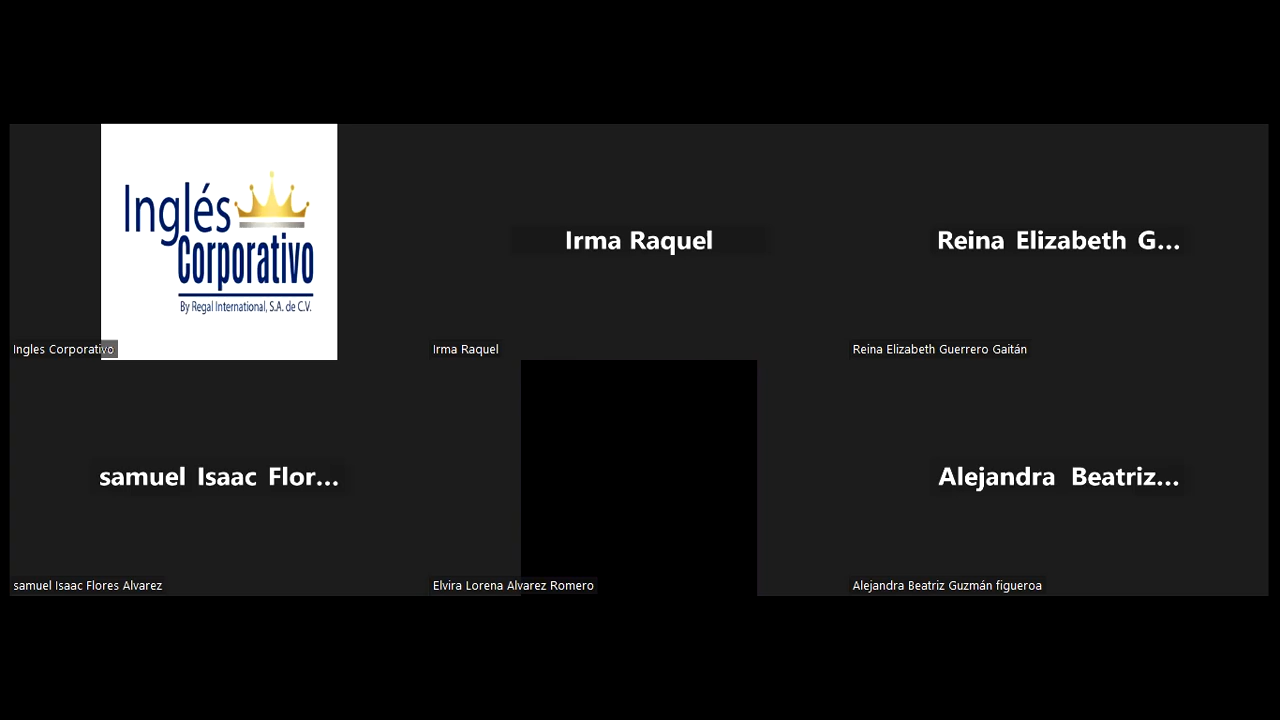 Inglés
Corporativo
By Regal International, S.A. de C.V.
Ingles Corporativo
Irma Raquel
Irma Raquel
Reina Elizabeth G...
Reina Elizabeth Guerrero Gaitán
samuel Isaac Flor...
samuel Isaac Flores Alvarez
Elvira Lorena Alvarez Romero
Alejandra Beatriz...
Alejandra Beatriz Guzmán figueroa